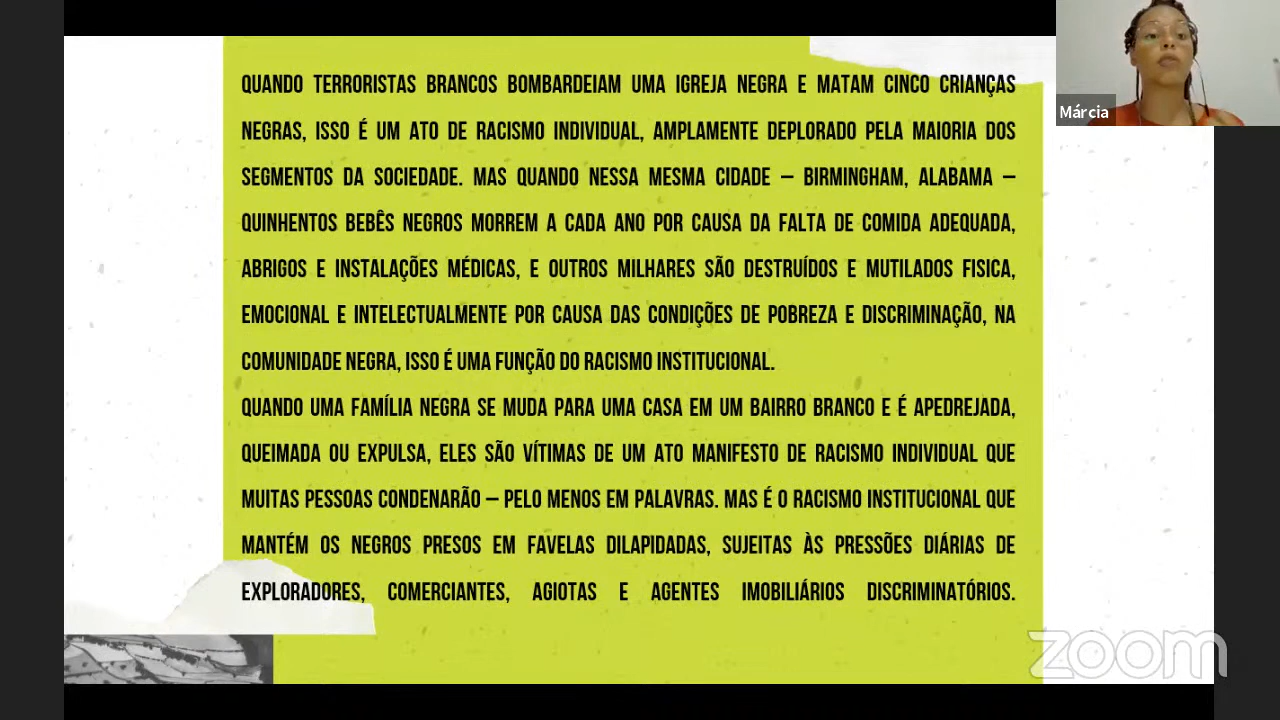 QUANDO TERRORISTAS BRANCOS BOMBARDEIAM UMA IGREJA NEGRA E MATAM CINCO CRIANÇAS
NEGRAS, ISSO É UM ATO DE RACISMO INDIVIDUAL, AMPLAMENTE DEPLORADO PELA MAIORIA DOS
SEGMENTOS DA SOCIEDADE. MAS QUANDO NESSA MESMA CIDADE – BIRMINGHAM, ALABAMA –
QUINHENTOS BEBÊS NEGROS MORREM A CADA ANO POR CAUSA DA FALTA DE COMIDA ADEQUADA,
ABRIGOS E INSTALAÇÕES MÉDICAS, E OUTROS MILHARES SÃO DESTRUÍDOS E MUTILADOS FISICA,
EMOCIONAL E INTELECTUALMENTE POR CAUSA DAS CONDIÇÕES DE POBREZA E DISCRIMINAÇÃO, NA
COMUNIDADE NEGRA, ISSO É UMA FUNÇÃO DO RACISMO INSTITUCIONAL.
QUANDO UMA FAMÍLIA NEGRA SE MUDA PARA UMA CASA EM UM BAIRRO BRANCO E É APEDREJADA,
QUEIMADA OU EXPULSA, ELES SÃO VÍTIMAS DE UM ATO MANIFESTO DE RACISMO INDIVIDUAL QUE
MUITAS PESSOAS CONDENARÃO – PELO MENOS EM PALAVRAS. MAS É O RACISMO INSTITUCIONAL QUE
MANTÉM OS NEGROS PRESOS EM FAVELAS DILAPIDADAS, SUJEITAS ÀS PRESSÕES DIÁRIAS DE
EXPLORADORES, COMERCIANTES, AGIOTAS E AGENTES IMOBILIÁRIOS DISCRIMINATÓRIOS.
Márcia
zoom